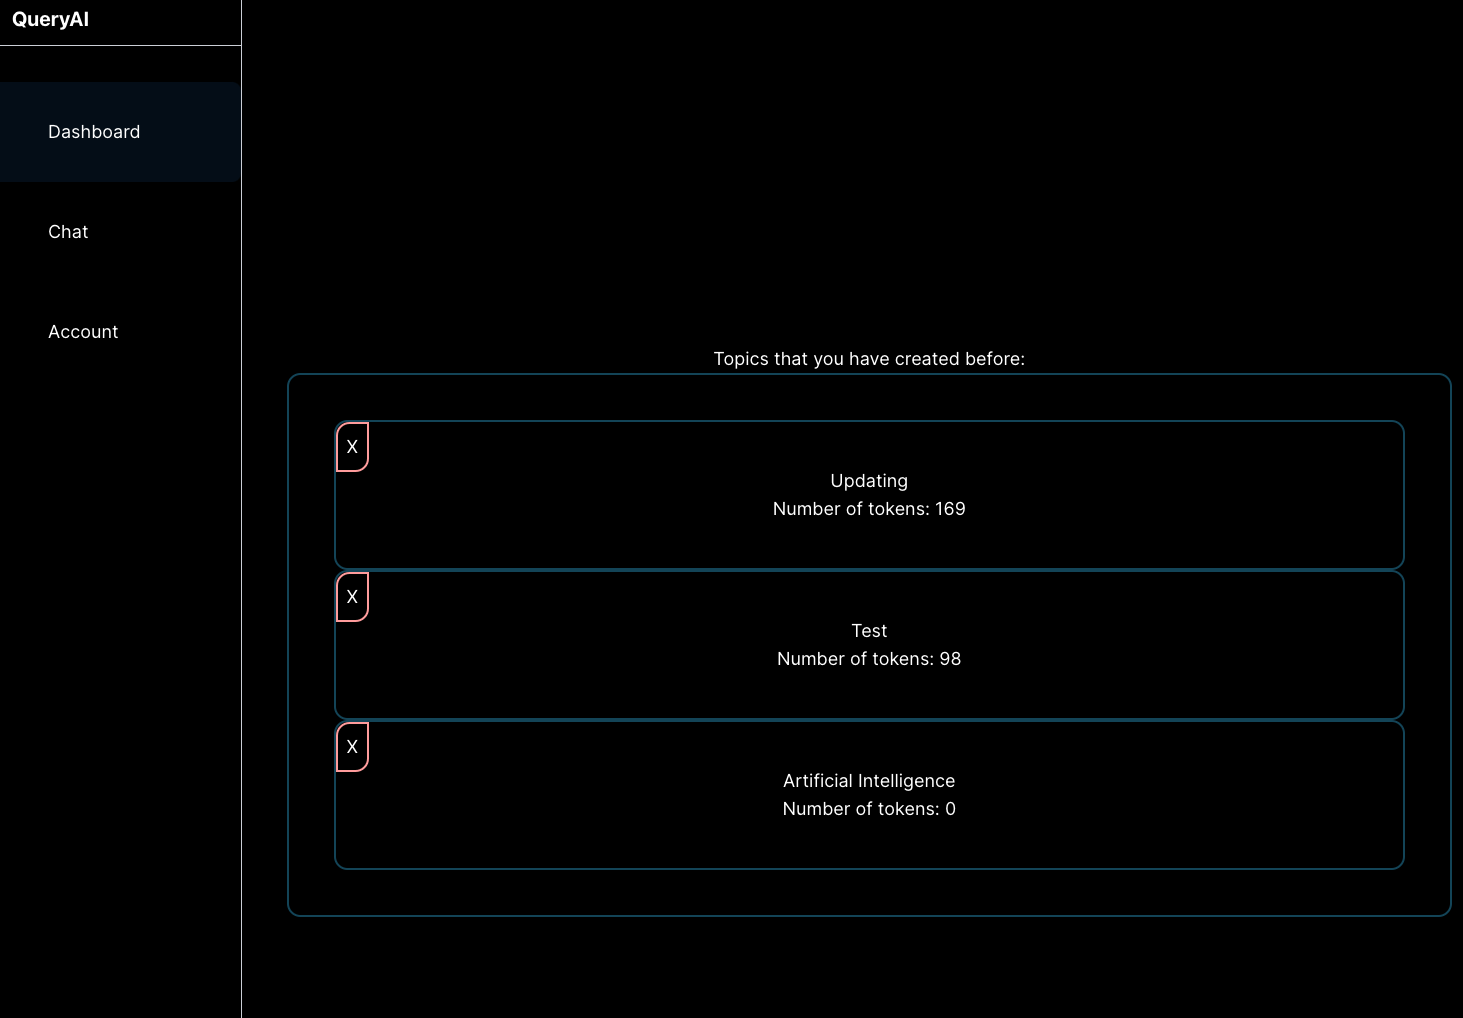 QueryAI
Dashboard
Chat
Account
Topics that you have created before:
X
Updating
Number of tokens: 169
X
Test
Number of tokens: 98
X
Artificial Intelligence
Number of tokens: 0